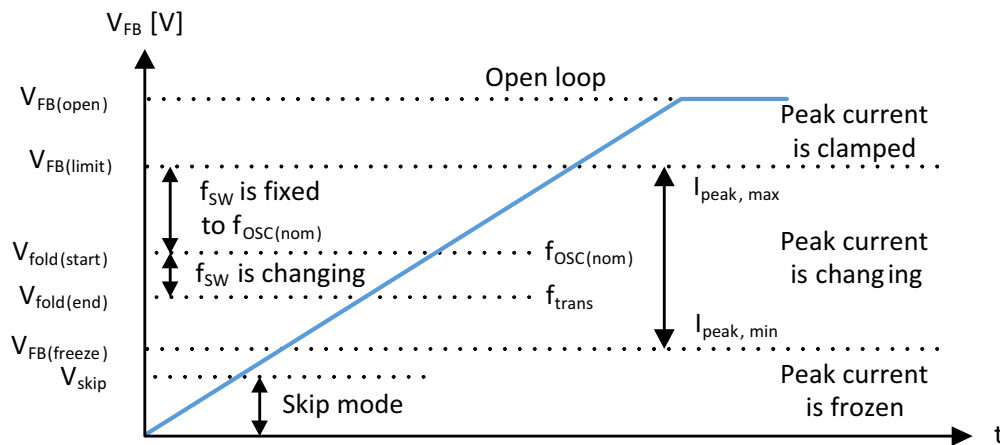 V_FB [V]
Open loop
V_FB(open)
Peak current
is clamped
V_FB(limit)
f_SW is fixed
to f_OSC(nom)
I_peak, max
V_fold(start)
f_OSC(nom)
Peak current
is changing
f_SW is changing
V_fold(end)
f_trans
I_peak, min
V_FB(freeze)
V_skip
Peak current
is frozen
Skip mode
t